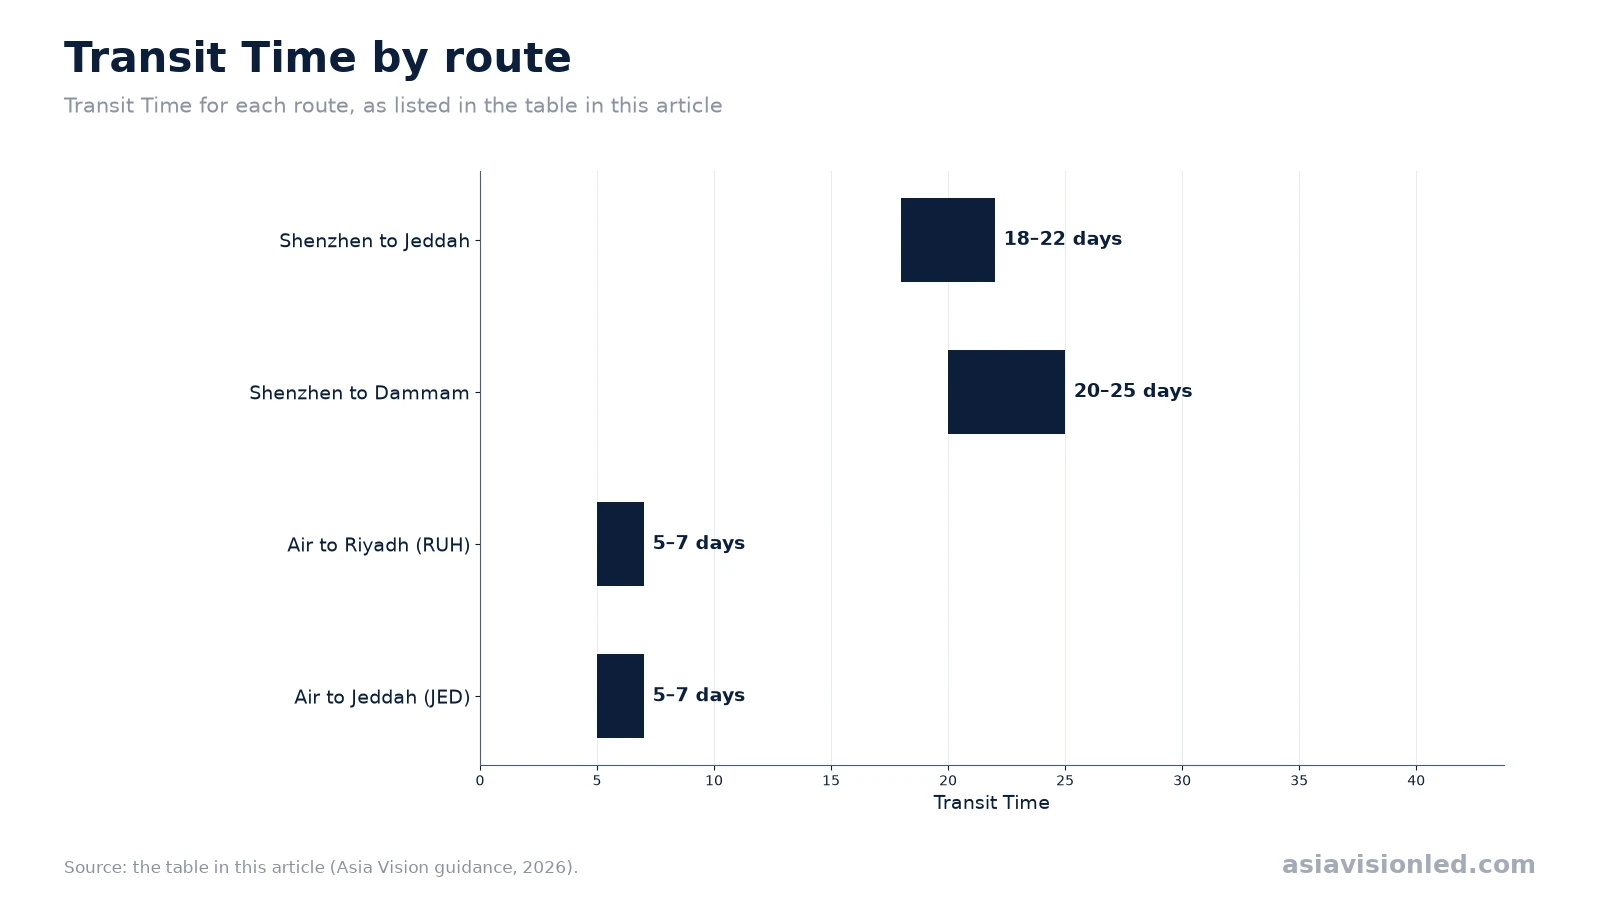 Transit Time by route
Transit Time for each route, as listed in the table in this article
Shenzhen to Jeddah
18–22 days
Shenzhen to Dammam
20–25 days
Air to Riyadh (RUH)
5–7 days
Air to Jeddah (JED)
5–7 days
0 5 10 15 20 25 30 35 40
Transit Time
Source: the table in this article (Asia Vision guidance, 2026).
asiavisionled.com